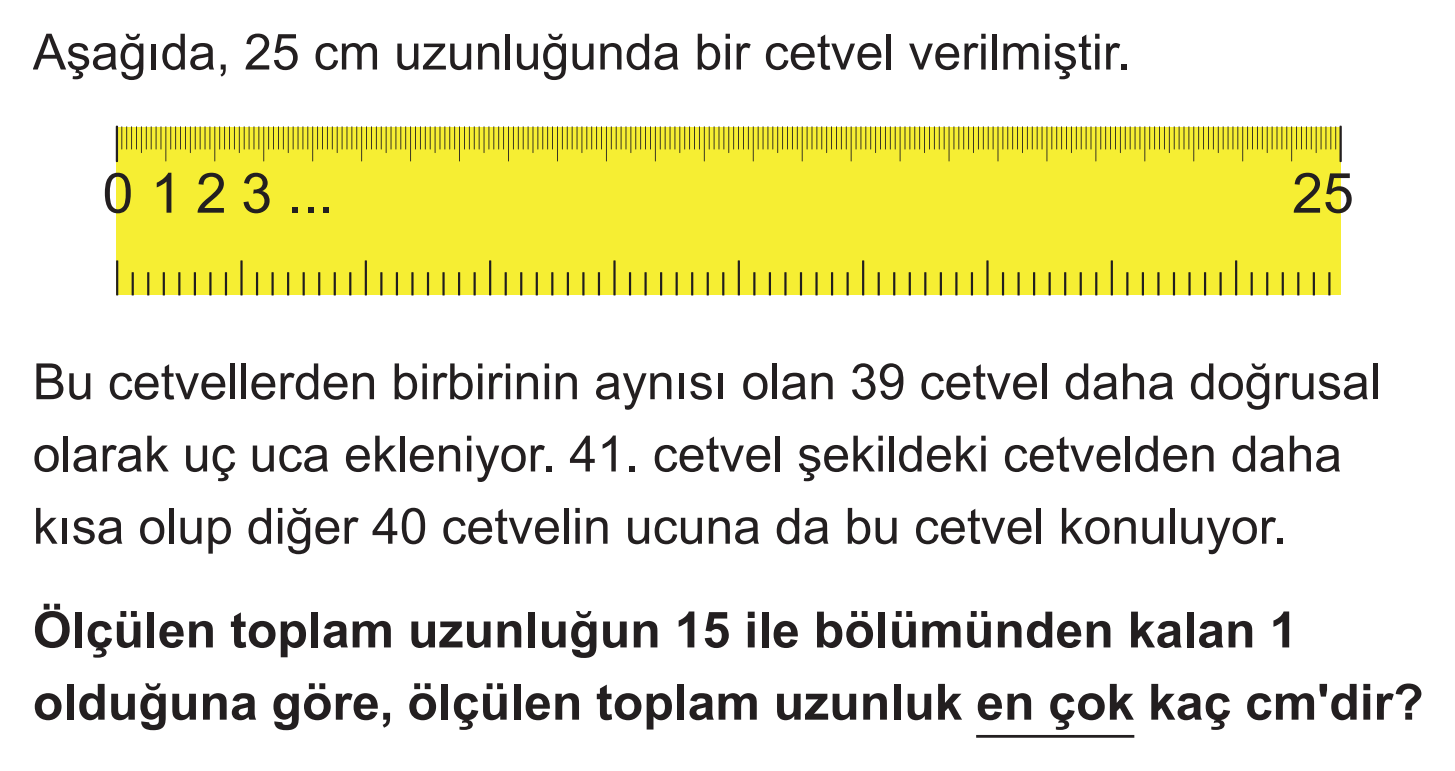 Aşağıda, 25 cm uzunluğunda bir cetvel verilmiştir.
0 1 2 3 ... 25
Bu cetvellerden birbirinin aynısı olan 39 cetvel daha doğrusal
olarak uç uca ekleniyor. 41. cetvel şekildeki cetvelden daha
kısa olup diğer 40 cetvelin ucuna da bu cetvel konuluyor.
Ölçülen toplam uzunluğun 15 ile bölümünden kalan 1
olduğuna göre, ölçülen toplam uzunluk en çok kaç cm'dir?